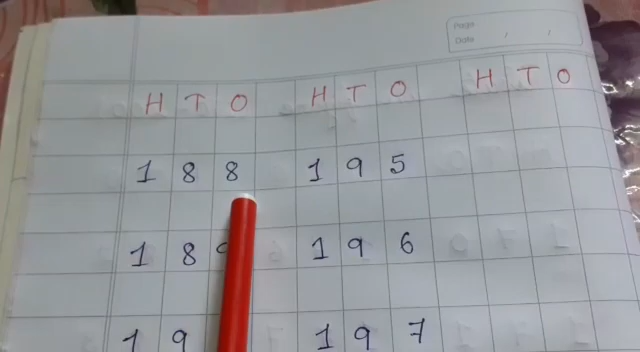 Page
Date / /
H T O H T O H T O
1 8 8 1 9 5
1 8 1 9 6
1 9 1 9 7